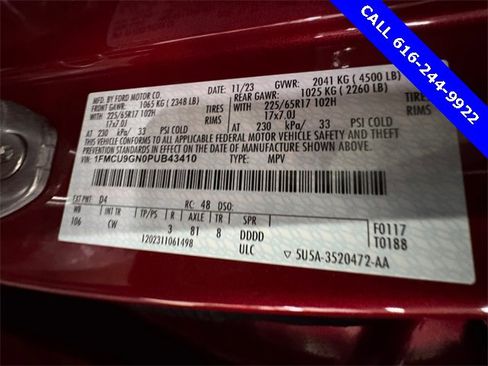 CALL 616-244-9922
MFD. BY FORD MOTOR CO.
11/23 GVWR: 2041 KG (4500 LB)
FRONT GAWR: 1065 KG (2348 LB) REAR GAWR: 1025 KG (2260 LB)
225/65R17 102H TIRES 225/65R17 102H TIRES
17x7.0J RIMS 17x7.0J RIMS
AT 230 kPa/ 33 PSI COLD AT 230 kPa/ 33 PSI COLD
THIS VEHICLE CONFORMS TO ALL APPLICABLE FEDERAL MOTOR VEHICLE SAFETY AND THEFT
PREVENTION STANDARDS IN EFFECT ON THE DATE OF MANUFACTURE SHOWN ABOVE.
VIN: 1FMCU9GN0PUB43410 TYPE: MPV
EXT PNT: D4 RC: 48 DSO:
WB INT TR TP/PS R AXLE TR SPR
106 CW 3 81 8 DDDD F0117
T0188
1202311061498 ULC 5U5A-3520472-AA